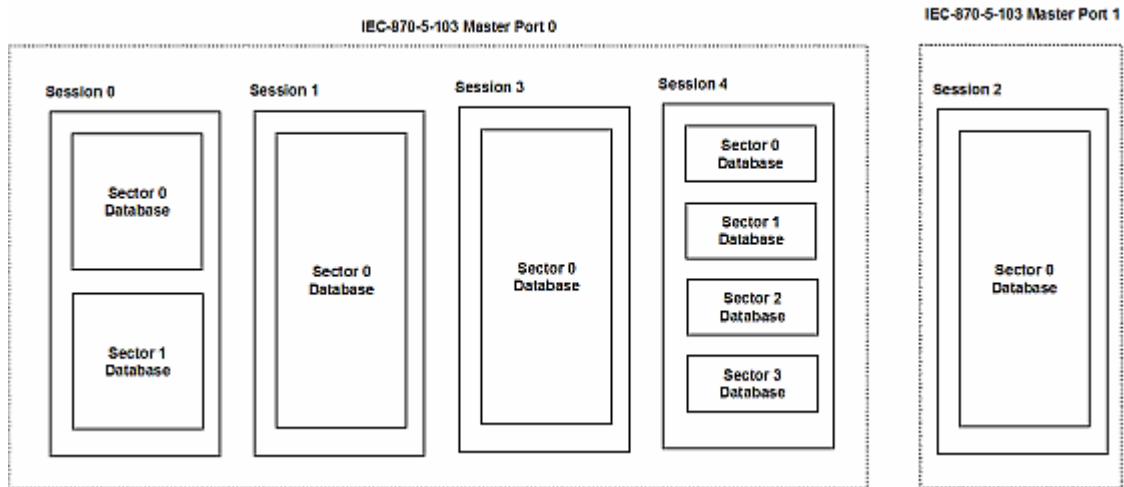 IEC-870-5-103 Master Port 0
Session 0
Sector 0
Database
Sector 1
Database
Session 1
Sector 0
Database
Session 3
Sector 0
Database
Session 4
Sector 0
Database
Sector 1
Database
Sector 2
Database
Sector 3
Database
IEC-870-5-103 Master Port 1
Session 2
Sector 0
Database